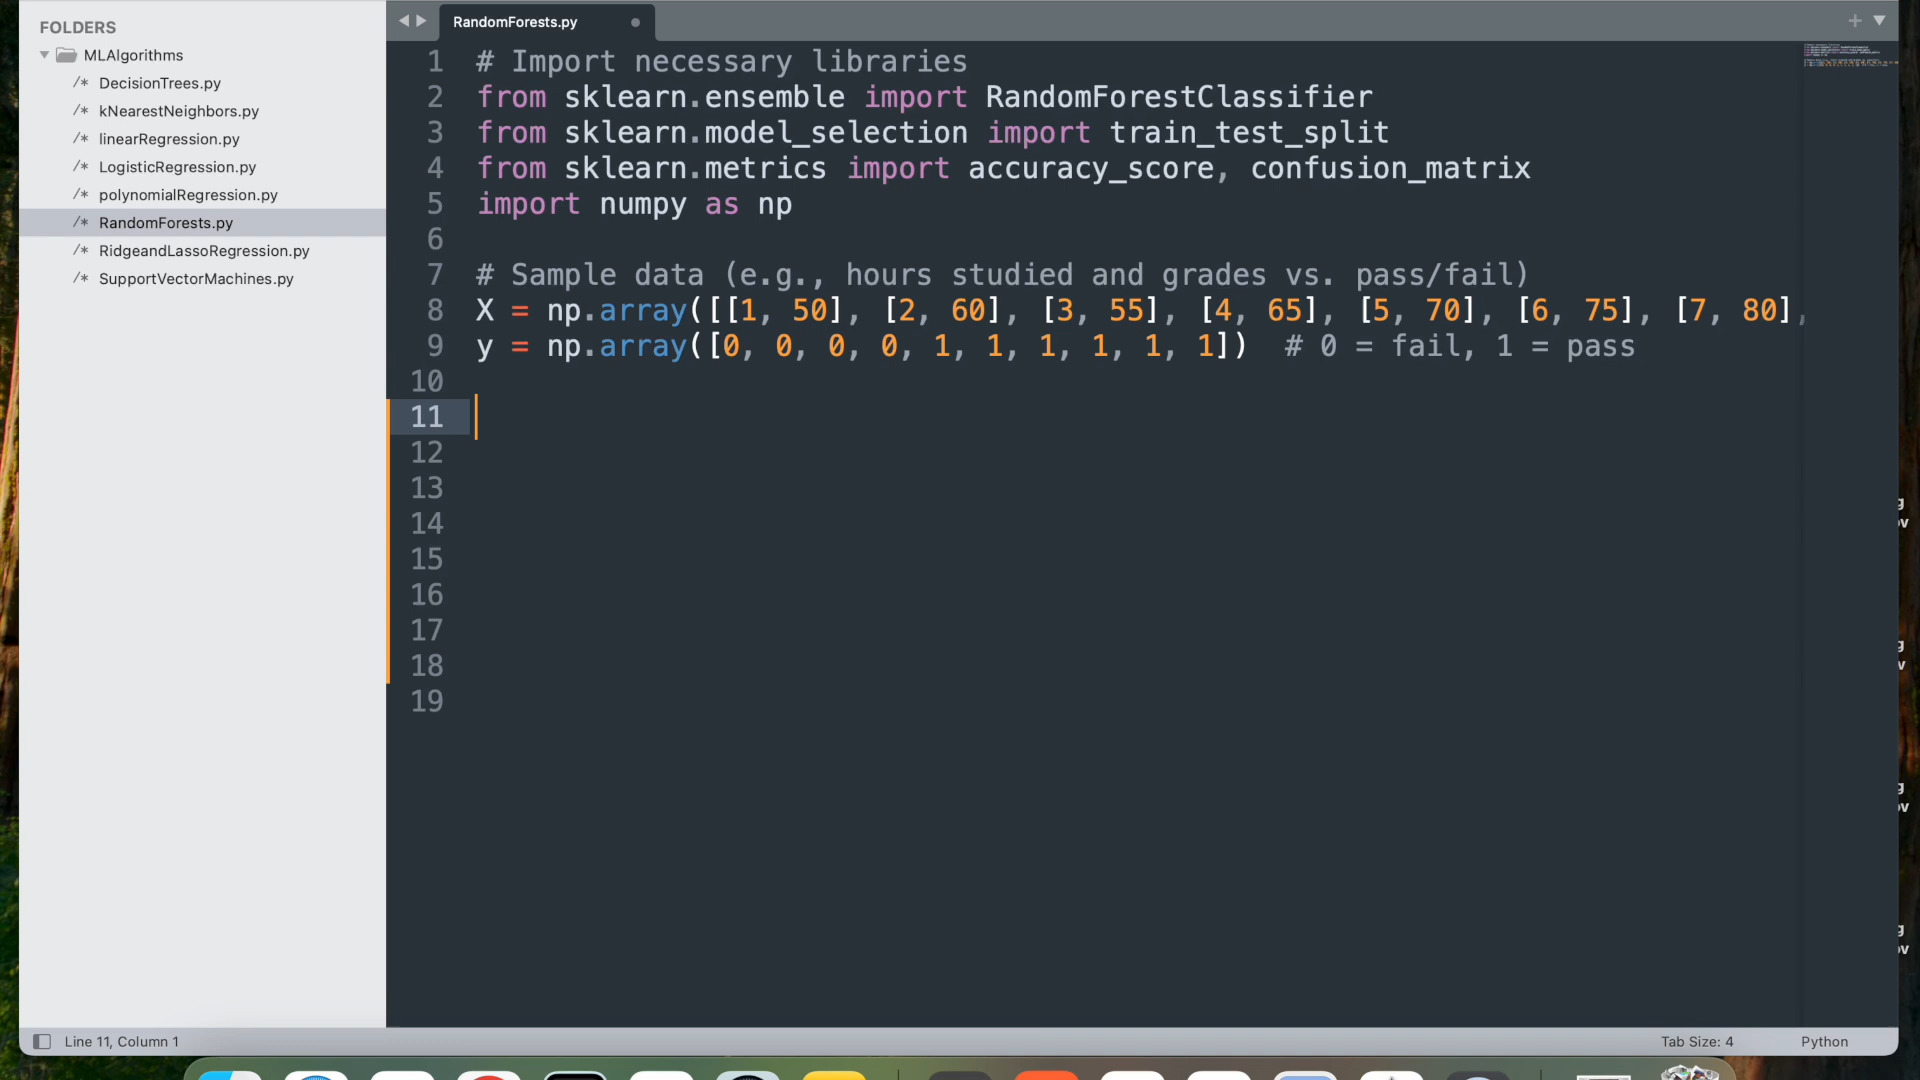 FOLDERS
MLAlgorithms
/* DecisionTrees.py
/* kNearestNeighbors.py
/* linearRegression.py
/* LogisticRegression.py
/* polynomialRegression.py
/* RandomForests.py
/* RidgeandLassoRegression.py
/* SupportVectorMachines.py
RandomForests.py
1 # Import necessary libraries
2 from sklearn.ensemble import RandomForestClassifier
3 from sklearn.model_selection import train_test_split
4 from sklearn.metrics import accuracy_score, confusion_matrix
5 import numpy as np
6
7 # Sample data (e.g., hours studied and grades vs. pass/fail)
8 X = np.array([[1, 50], [2, 60], [3, 55], [4, 65], [5, 70], [6, 75], [7, 80],
9 y = np.array([0, 0, 0, 0, 1, 1, 1, 1, 1, 1]) # 0 = fail, 1 = pass
10
11
12
13
14
15
16
17
18
19
Line 11, Column 1
Tab Size: 4
Python